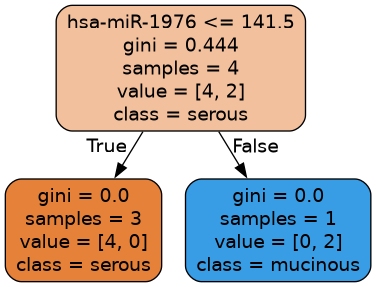 hsa-miR-1976 <= 141.5
gini = 0.444
samples = 4
value = [4, 2]
class = serous
True
False
gini = 0.0
samples = 3
value = [4, 0]
class = serous
gini = 0.0
samples = 1
value = [0, 2]
class = mucinous